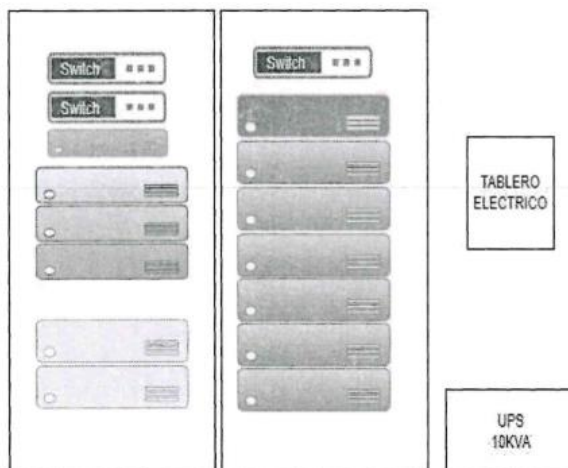 Switch
Switch
Switch
TABLERO
ELECTRICO
UPS
10KVA